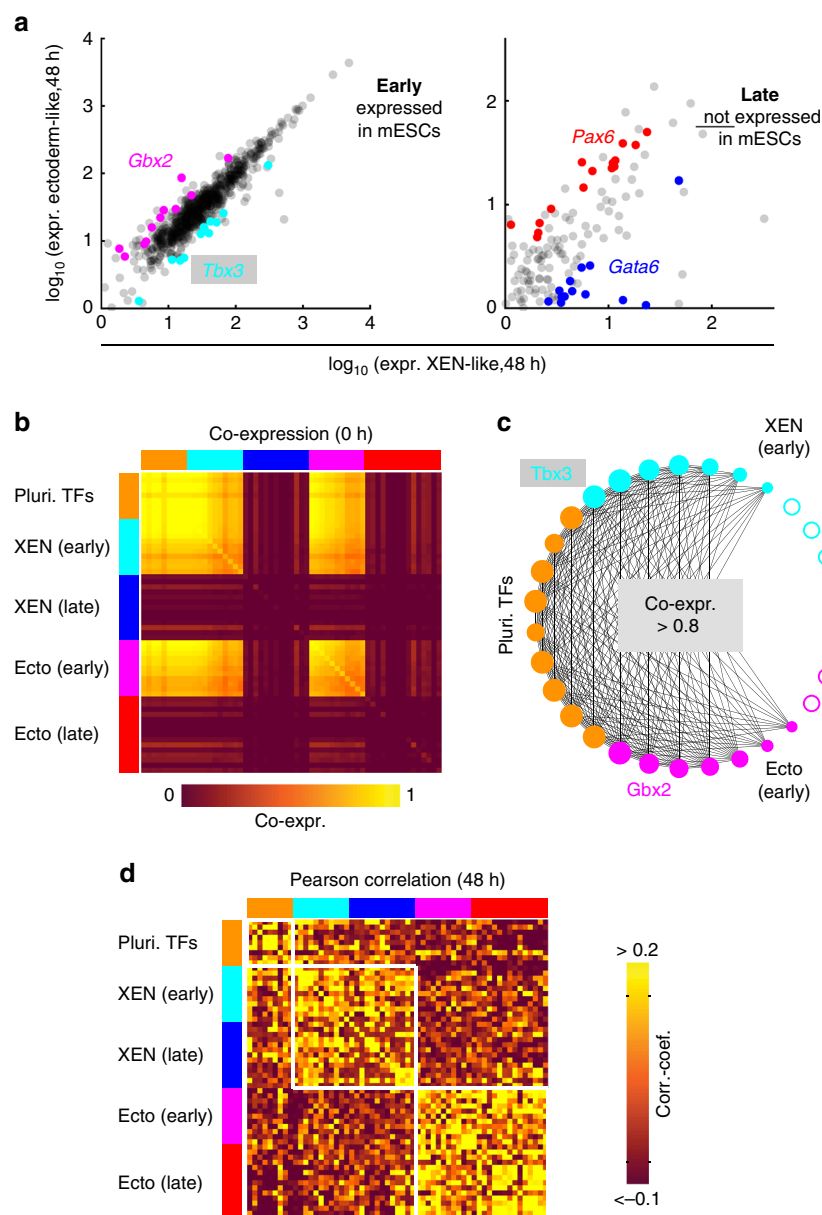 a
log10 (expr. ectoderm-like,48 h)
4
3
2
1
0
0 1 2 3 4
Early
expressed
in mESCs
Gbx2
Tbx3
2
1
0
0 1 2
Late
not expressed
in mESCs
Pax6
Gata6
log10 (expr. XEN-like,48 h)
b
Co-expression (0 h)
Pluri. TFs
XEN (early)
XEN (late)
Ecto (early)
Ecto (late)
0 1
Co-expr.
c
XEN
(early)
Tbx3
Pluri. TFs
Co-expr.
> 0.8
Gbx2
Ecto
(early)
d
Pearson correlation (48 h)
Pluri. TFs
XEN (early)
XEN (late)
Ecto (early)
Ecto (late)
> 0.2
Corr.-coef.
<–0.1